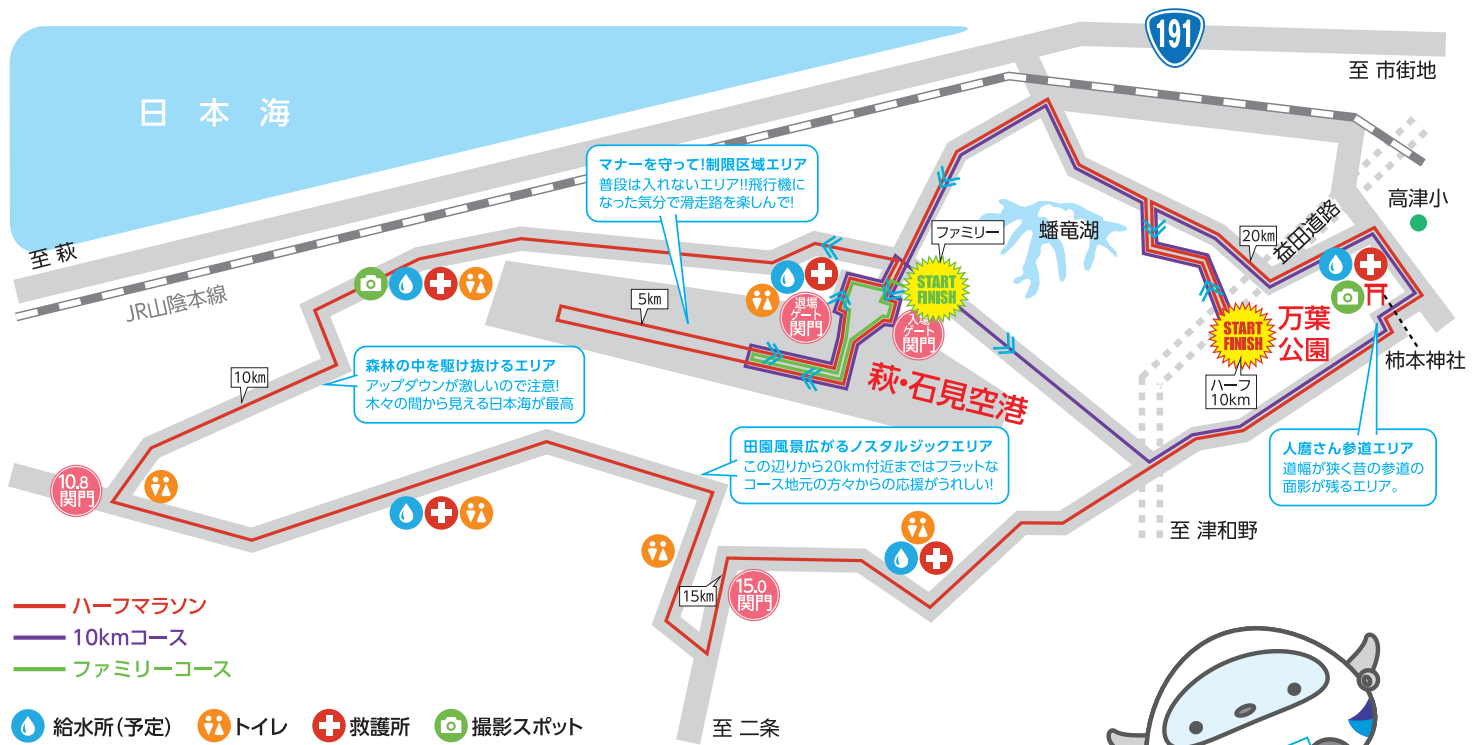 191
至 市街地
日本海
マナーを守って!制限区域エリア
普段は入れないエリア!!飛行機に
なった気分で滑走路を楽しんで!
高津小
至 萩
JR山陰本線
ファミリー
蟠竜湖
益田道路
20km
START
FINISH
5km
退場
ゲート
関門
入場
ゲート
関門
START
FINISH
万葉
公園
柿本神社
ハーフ
10km
森林の中を駆け抜けるエリア
アップダウンが激しいので注意!
木々の間から見える日本海が最高
10km
萩・石見空港
田園風景広がるノスタルジックエリア
この辺りから20km付近まではフラットな
コース地元の方々からの応援がうれしい!
人麿さん参道エリア
道幅が狭く昔の参道の
面影が残るエリア。
10.8
関門
至 津和野
15km
15.0
関門
ハーフマラソン
10kmコース
ファミリーコース
給水所(予定)
トイレ
救護所
撮影スポット
至 二条